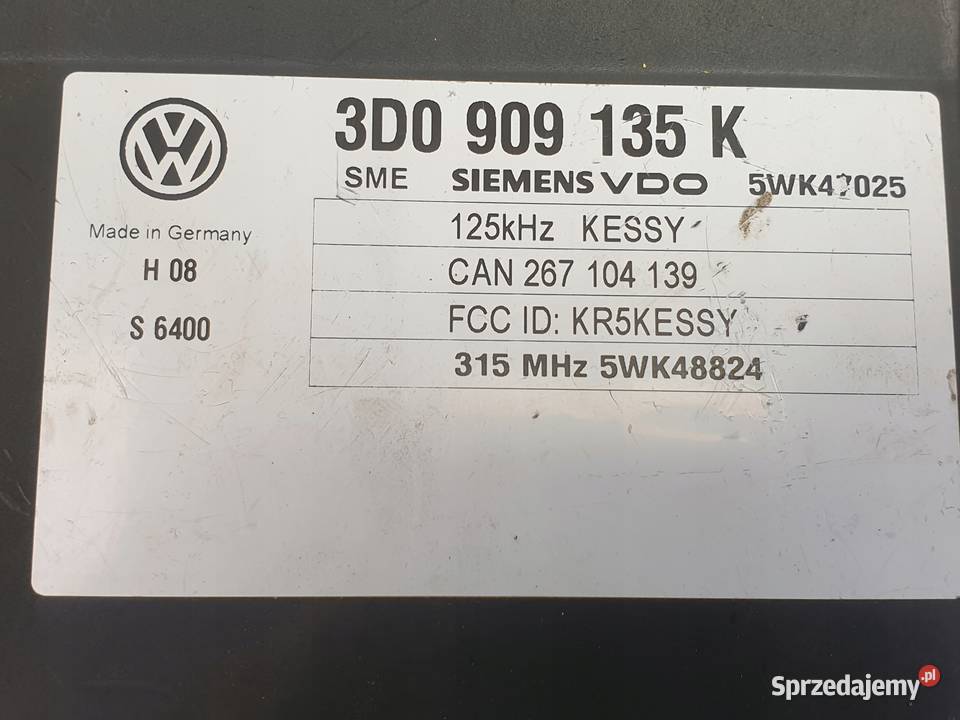 3D0 909 135 K
SME SIEMENS VDO 5WK47025
Made in Germany
H 08
S 6400
125kHz KESSY
CAN 267 104 139
FCC ID: KR5KESSY
315 MHz 5WK48824
Sprzedajemy.pl